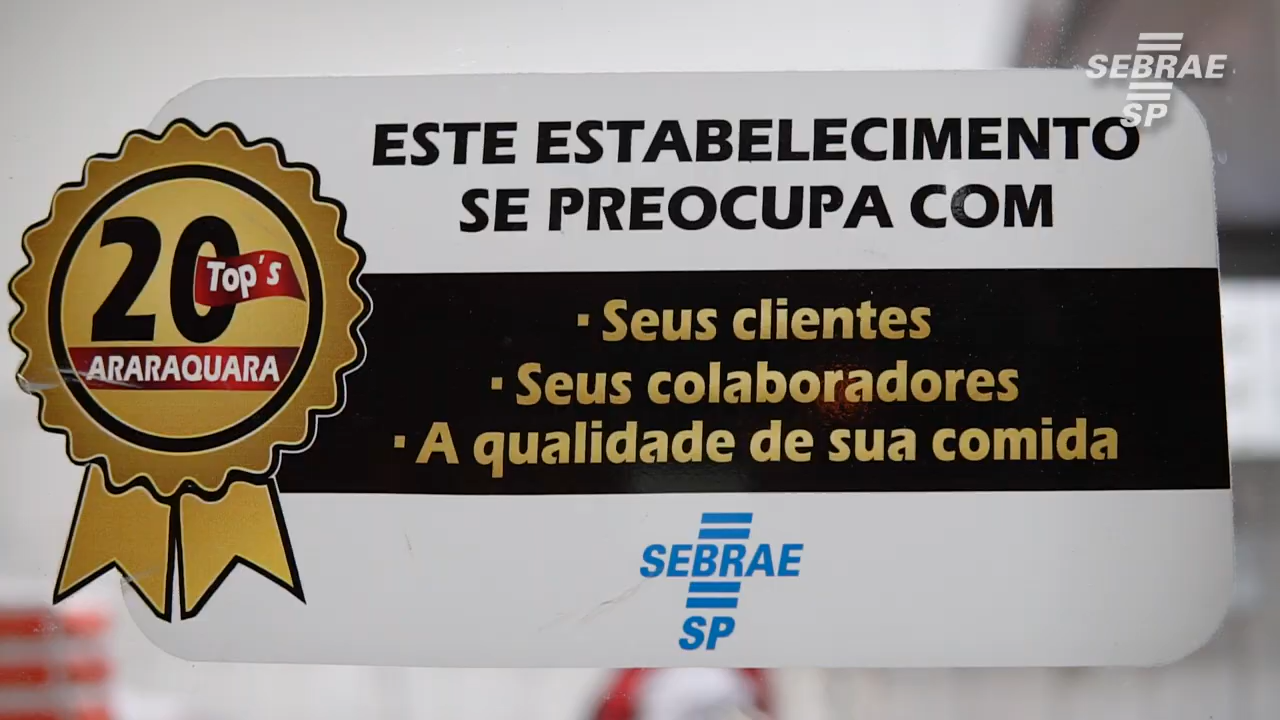 SEBRAE
SP
ESTE ESTABELECIMENTO
SE PREOCUPA COM
20 Top's
ARARAQUARA
· Seus clientes
· Seus colaboradores
· A qualidade de sua comida
SEBRAE
SP